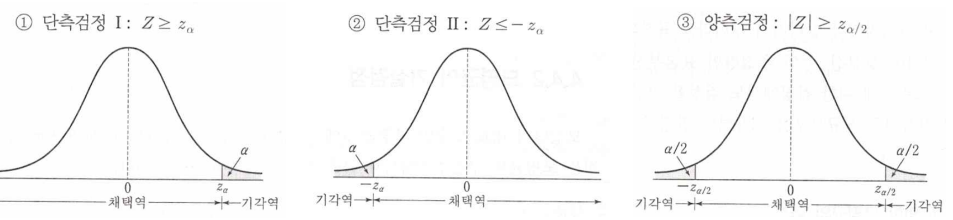 ① 단측검정 I : Z ≥ z_α
α
0
z_α
채택역
기각역
② 단측검정 II : Z ≤ − z_α
α
−z_α
0
기각역
채택역
③ 양측검정 : |Z| ≥ z_α/2
α/2
α/2
−z_α/2
0
z_α/2
기각역
채택역
기각역